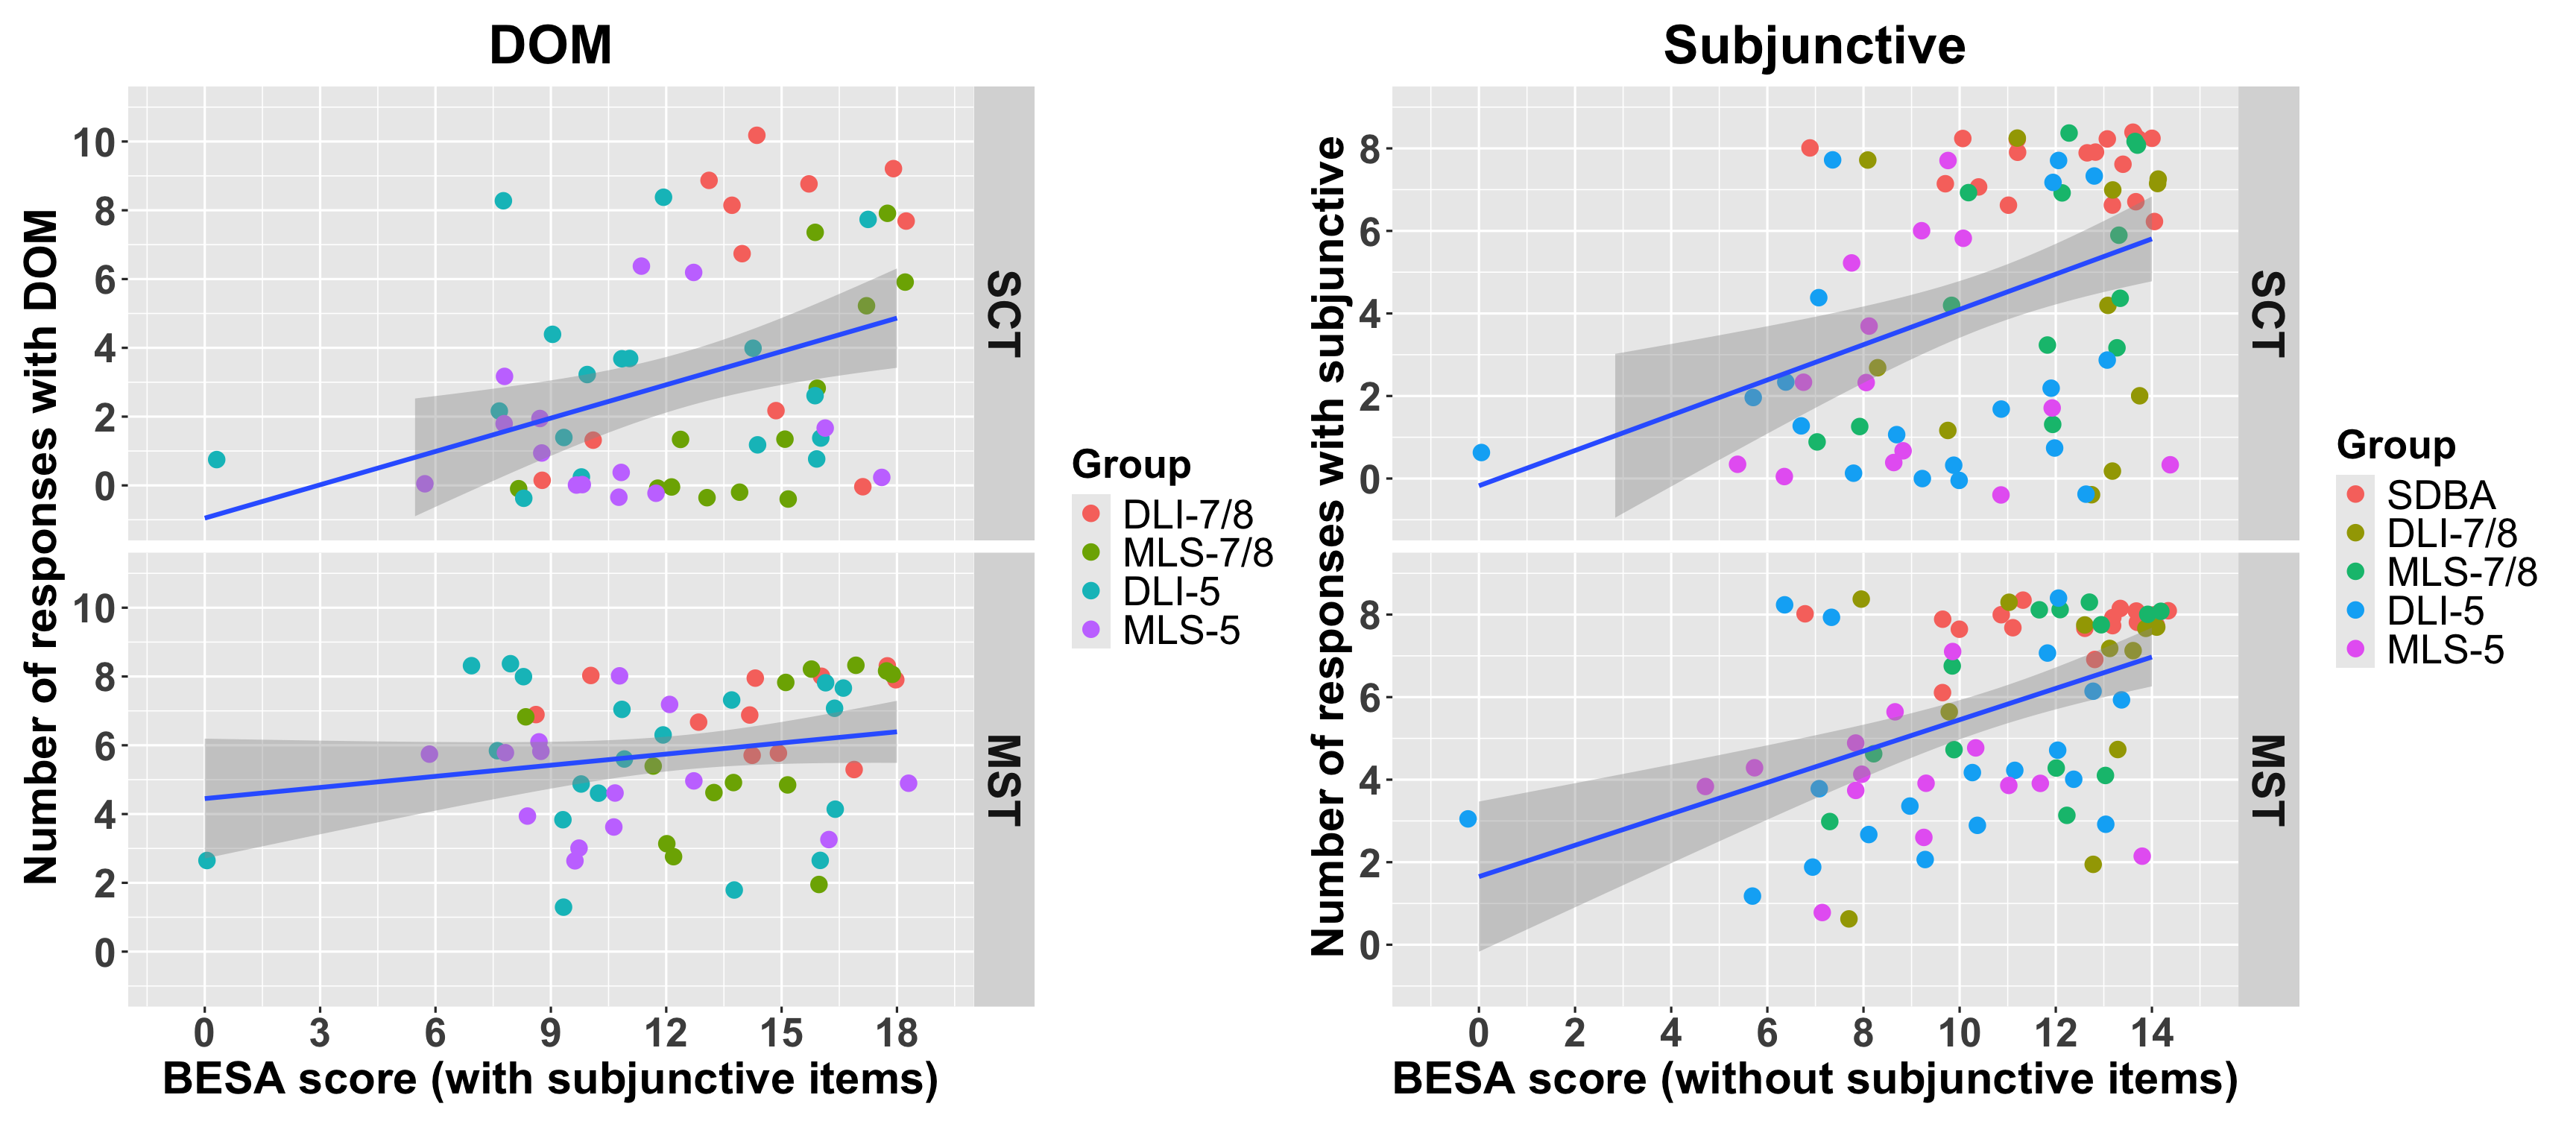 DOM
Number of responses with DOM
10
8
6
4
2
0
SCT
10
8
6
4
2
0
MST
0 3 6 9 12 15 18
BESA score (with subjunctive items)
Group
DLI-7/8
MLS-7/8
DLI-5
MLS-5
Subjunctive
Number of responses with subjunctive
8
6
4
2
0
SCT
8
6
4
2
0
MST
0 2 4 6 8 10 12 14
BESA score (without subjunctive items)
Group
SDBA
DLI-7/8
MLS-7/8
DLI-5
MLS-5